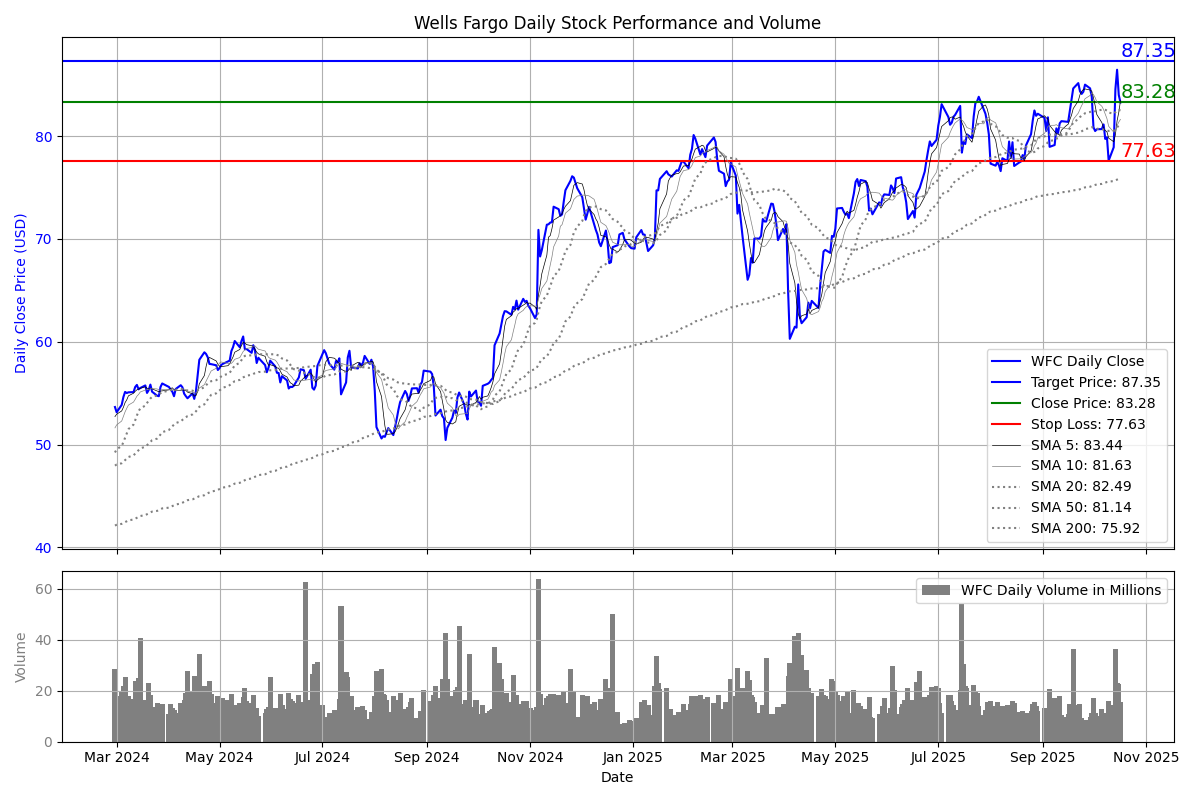 Wells Fargo Daily Stock Performance and Volume
87.35
83.28
80
77.63
70
60
50
40
Daily Close Price (USD)
WFC Daily Close
Target Price: 87.35
Close Price: 83.28
Stop Loss: 77.63
SMA 5: 83.44
SMA 10: 81.63
SMA 20: 82.49
SMA 50: 81.14
SMA 200: 75.92
60
40
20
0
Volume
WFC Daily Volume in Millions
Mar 2024 May 2024 Jul 2024 Sep 2024 Nov 2024 Jan 2025 Mar 2025 May 2025 Jul 2025 Sep 2025 Nov 2025
Date